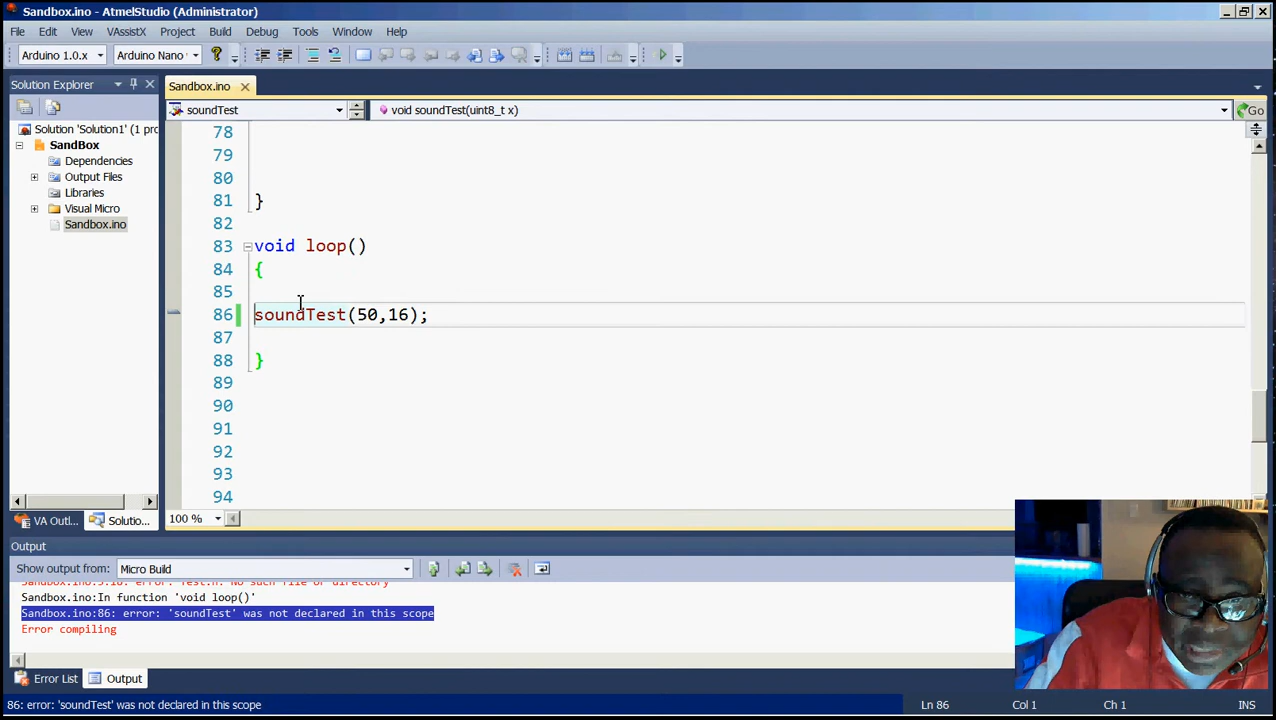 Sandbox.ino - AtmelStudio (Administrator)
File Edit View VAssistX Project Build Debug Tools Window Help
Arduino 1.0.x Arduino Nano
Solution Explorer
Sandbox.ino
soundTest
void soundTest(uint8_t x)
Go
Solution 'Solution1' (1 pro
SandBox
Dependencies
Output Files
Libraries
Visual Micro
Sandbox.ino
78
79
80
81 }
82
83 void loop()
84 {
85
86 soundTest(50,16);
87
88 }
89
90
91
92
93
94
VA Outl... Solutio...
100 %
Output
Show output from: Micro Build
Sandbox.ino:In function 'void loop()'
Sandbox.ino:86: error: 'soundTest' was not declared in this scope
Error compiling
Error List Output
86: error: 'soundTest' was not declared in this scope Ln 86 Col 1 Ch 1 INS